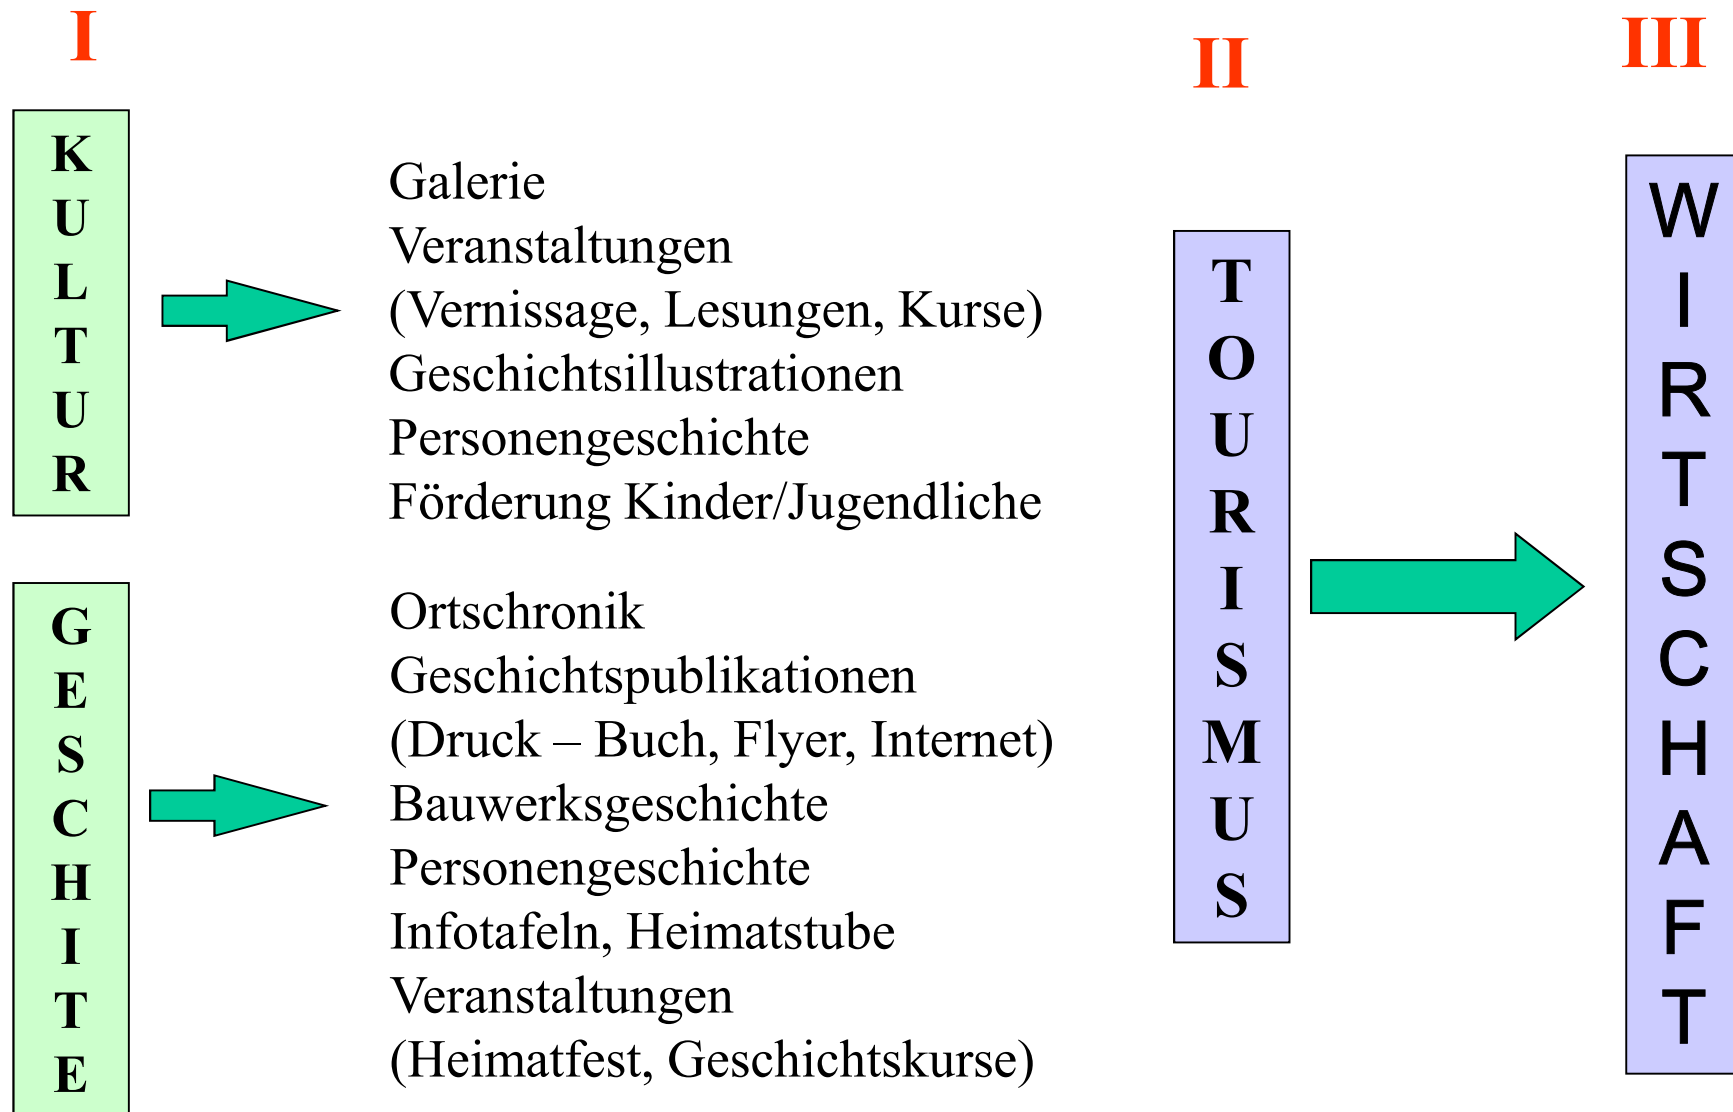 I
II
III
KULTUR
Galerie
Veranstaltungen
(Vernissage, Lesungen, Kurse)
Geschichtsillustrationen
Personengeschichte
Förderung Kinder/Jugendliche
GESCHITE
Ortschronik
Geschichtspublikationen
(Druck – Buch, Flyer, Internet)
Bauwerksgeschichte
Personengeschichte
Infotafeln, Heimatstube
Veranstaltungen
(Heimatfest, Geschichtskurse)
TOURISMUS
WIRTSCHAFT